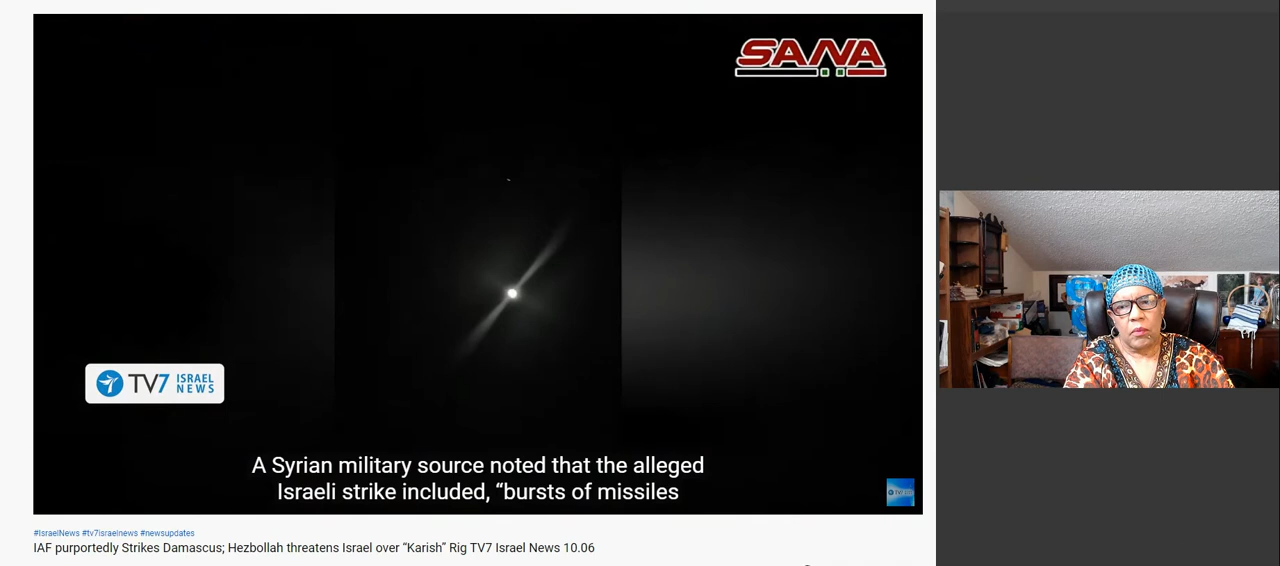 SANA
TV7 ISRAEL
NEWS
A Syrian military source noted that the alleged
Israeli strike included, “bursts of missiles
#IsraelNews #tv7israelnews #newsupdates
IAF purportedly Strikes Damascus; Hezbollah threatens Israel over “Karish” Rig TV7 Israel News 10.06